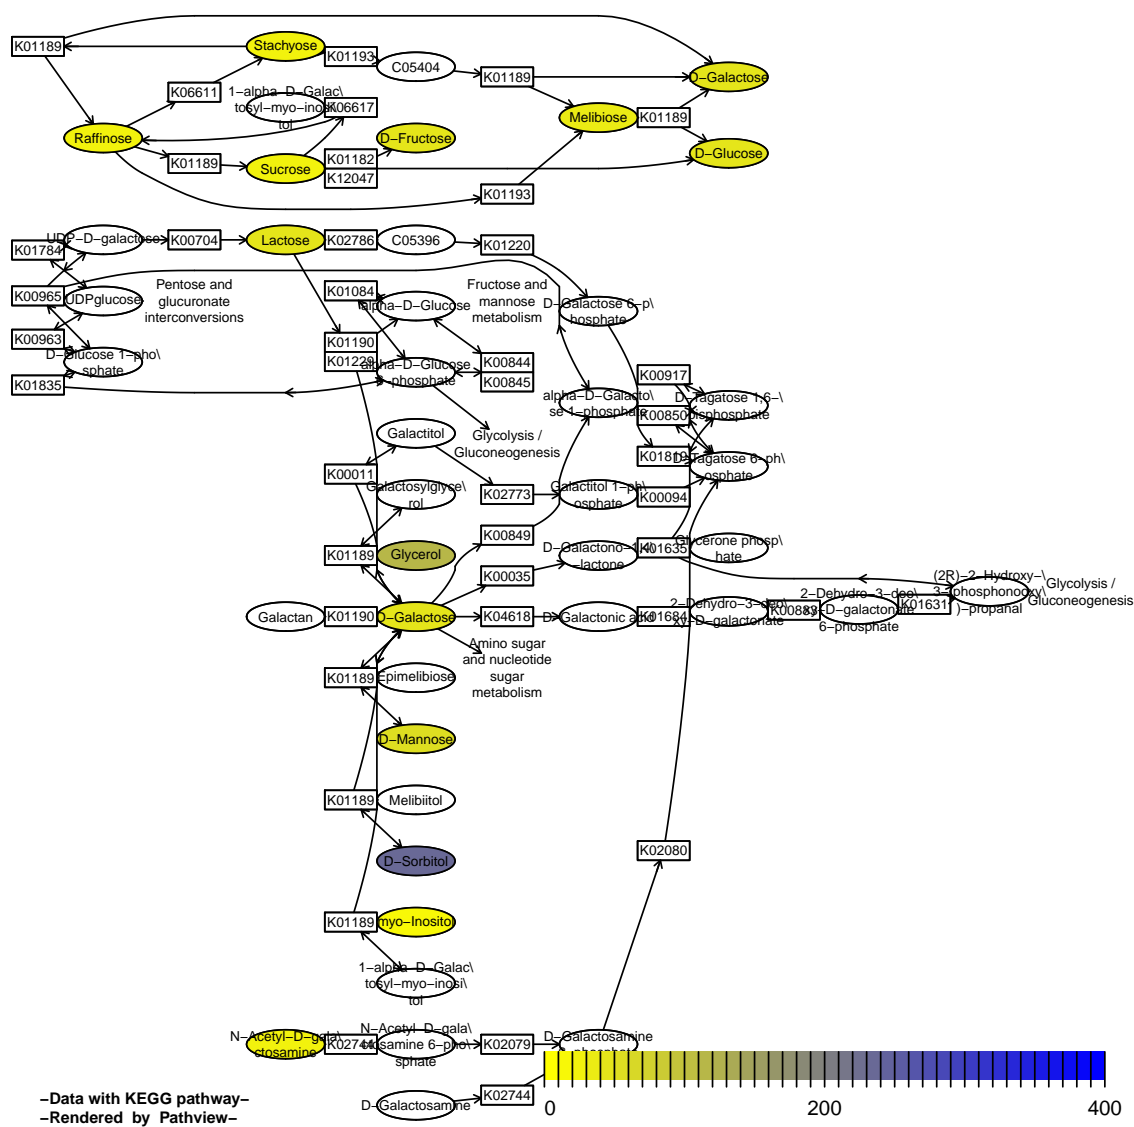 K01189
Stachyose
K01193
C05404
K01189
D−Galactose
K06611
1−alpha−D−Galac\
tosyl−myo−inosi\
tol
K06617
Melibiose
K01189
Raffinose
D−Fructose
K01189
Sucrose
K01182
K12047
D−Glucose
K01193
UDP−D−galactose
K01784
K00704
Lactose
K02786
C05396
K01220
K00965
UDPglucose
Pentose and
glucuronate
interconversions
K01084
alpha−D−Glucose
Fructose and
mannose
metabolism
D−Galactose 6−p\
hosphate
K00963
D−Glucose 1−pho\
sphate
K01190
K01229
alpha−D−Glucose
−phosphate
K00844
K00845
K01835
K00917
alpha−D−Galacto\
se 1−phosphate
D−Tagatose 1,6−\
bisphosphate
K00850
Galactitol
Glycolysis /
Gluconeogenesis
K01819
D−Tagatose 6−ph\
osphate
K00011
Galactosylglyce\
rol
K02773
Galactitol 1−ph\
osphate
K00094
K00849
K01189
Glycerol
D−Galactono−1,4\
−lactone
K01635
Glycerone phosp\
hate
K00035
(2R)−2−Hydroxy−\
3−(phosphonooxy\
)−propanal
Glycolysis /
Gluconeogenesis
Galactan
K01190
D−Galactose
K04618
D−Galactonic acid
K01684
2−Dehydro−3−deo\
xy−D−galactonate
K00883
2−Dehydro−3−deo\
xy−D−galactonate
6−phosphate
K01631
Amino sugar
and nucleotide
sugar
metabolism
K01189
Epimelibiose
D−Mannose
K01189
Melibiitol
K02080
D−Sorbitol
K01189
myo−Inositol
1−alpha−D−Galac\
tosyl−myo−inosi\
tol
N−Acetyl−D−gala\
ctosamine
K02744
N−Acetyl−D−gala\
ctosamine 6−pho\
sphate
K02079
D−Galactosamine
D−Galactosamine
K02744
0
200
400
−Data with KEGG pathway−
−Rendered by Pathview−